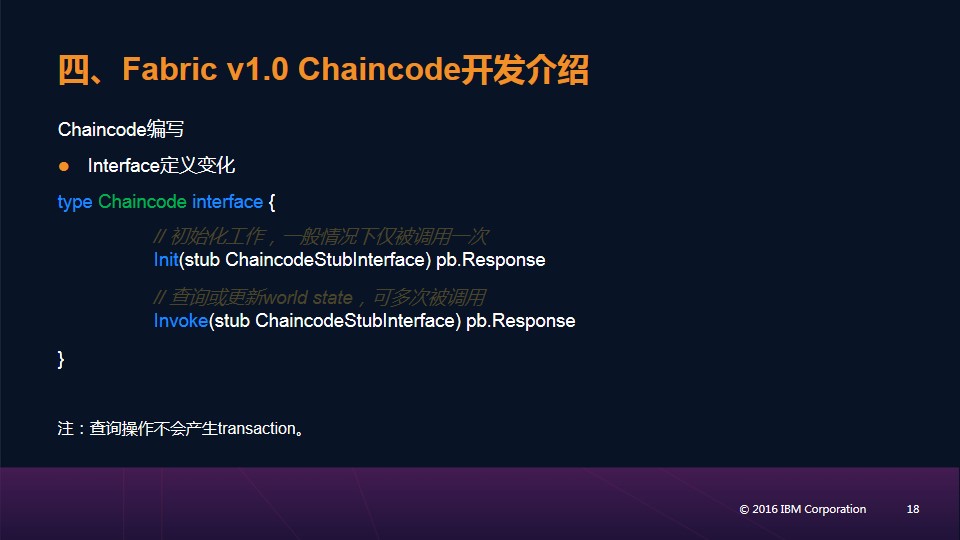 四、Fabric v1.0 Chaincode开发介绍
Chaincode编写
● Interface定义变化
type Chaincode interface {
// 初始化工作，一般情况下仅被调用一次
Init(stub ChaincodeStubInterface) pb.Response
// 查询或更新world state，可多次被调用
Invoke(stub ChaincodeStubInterface) pb.Response
}
注：查询操作不会产生transaction。
© 2016 IBM Corporation 18